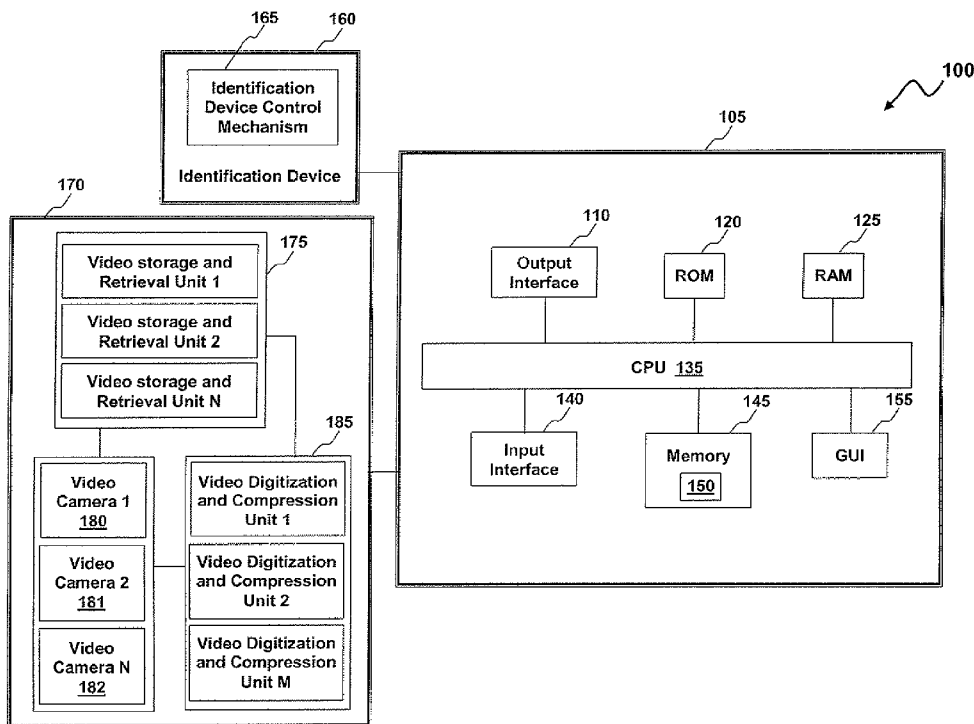 165
160
Identification
Device Control
Mechanism
Identification Device
100
105
110
Output
Interface
120
ROM
125
RAM
CPU 135
140
Input
Interface
145
Memory
150
155
GUI
170
175
Video storage and
Retrieval Unit 1
Video storage and
Retrieval Unit 2
Video storage and
Retrieval Unit N
185
Video
Camera 1
180
Video
Camera 2
181
Video
Camera N
182
Video Digitization
and Compression
Unit 1
Video Digitization
and Compression
Unit 2
Video Digitization
and Compression
Unit M